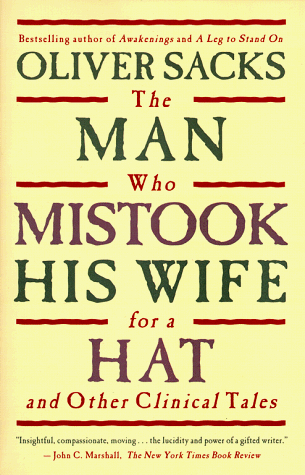 Bestselling author of Awakenings and A Leg to Stand On
OLIVER SACKS
The
MAN
Who
MISTOOK
HIS WIFE
for a
HAT
and Other Clinical Tales
"Insightful, compassionate, moving . . . the lucidity and power of a gifted writer."
— John C. Marshall, The New York Times Book Review